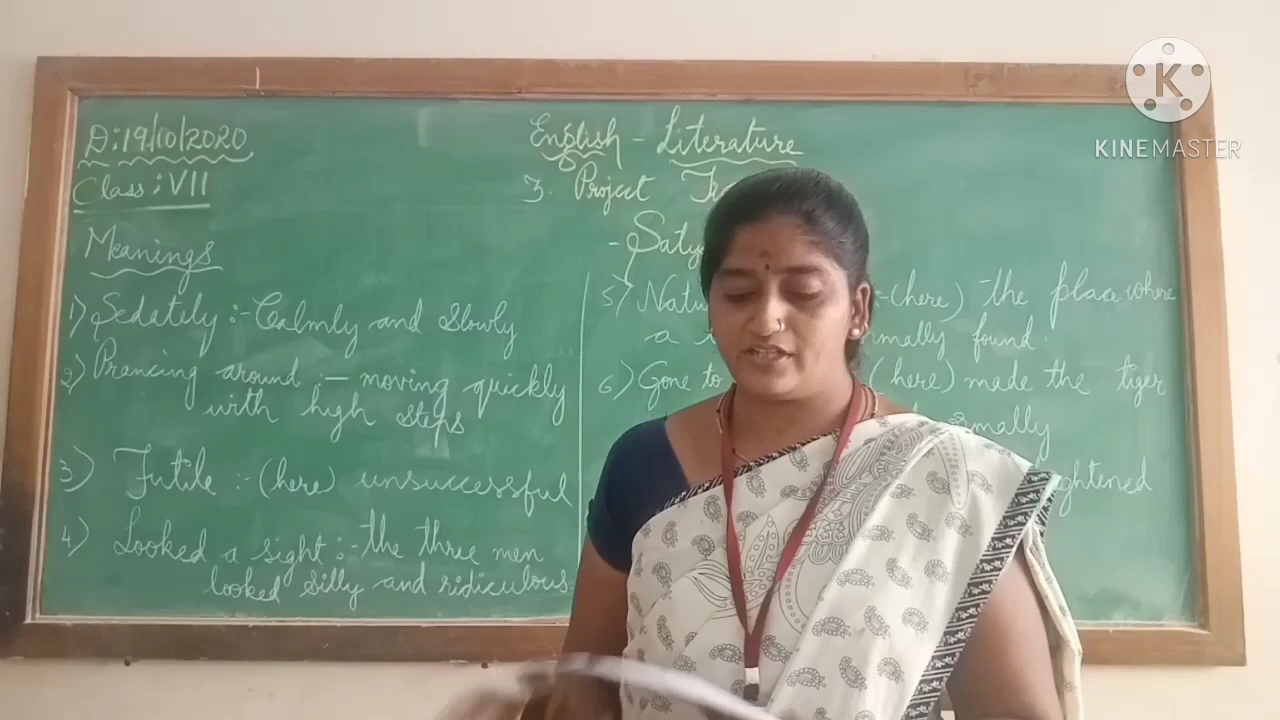 D:19/10/2020
Class:VII
English - Literature
3. Project
Meanings
1) Sedately :- Calmly and slowly
2) Prancing around :- moving quickly
with high steps
3) Futile :- (here) unsuccessful
4) Looked a sight :- the three men
looked silly and ridiculous.
5) :-(here) the place where
a found.
6) Gone to (here) made the tiger
K
KINEMASTER